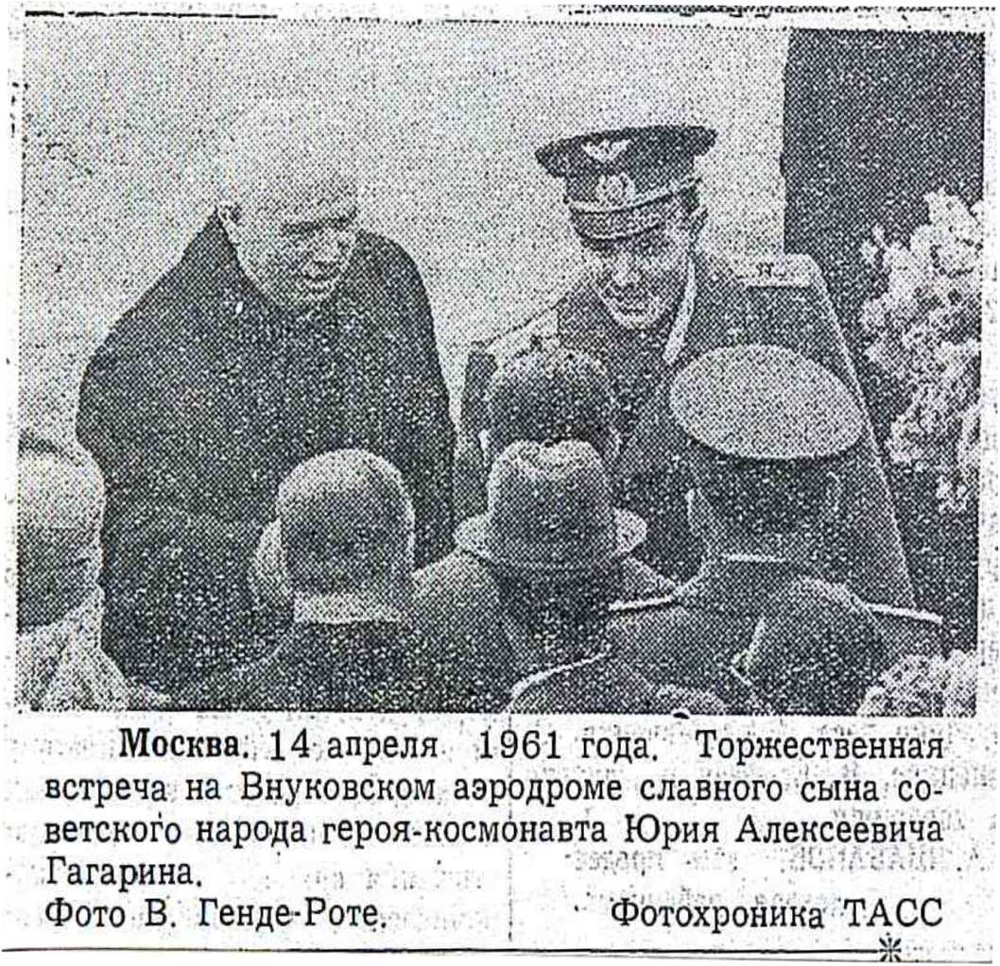 Москва. 14 апреля 1961 года. Торжественная
встреча на Внуковском аэродроме славного сына со-
ветского народа героя-космонавта Юрия Алексеевича
Гагарина.
Фото В. Генде-Роте. Фотохроника ТАСС